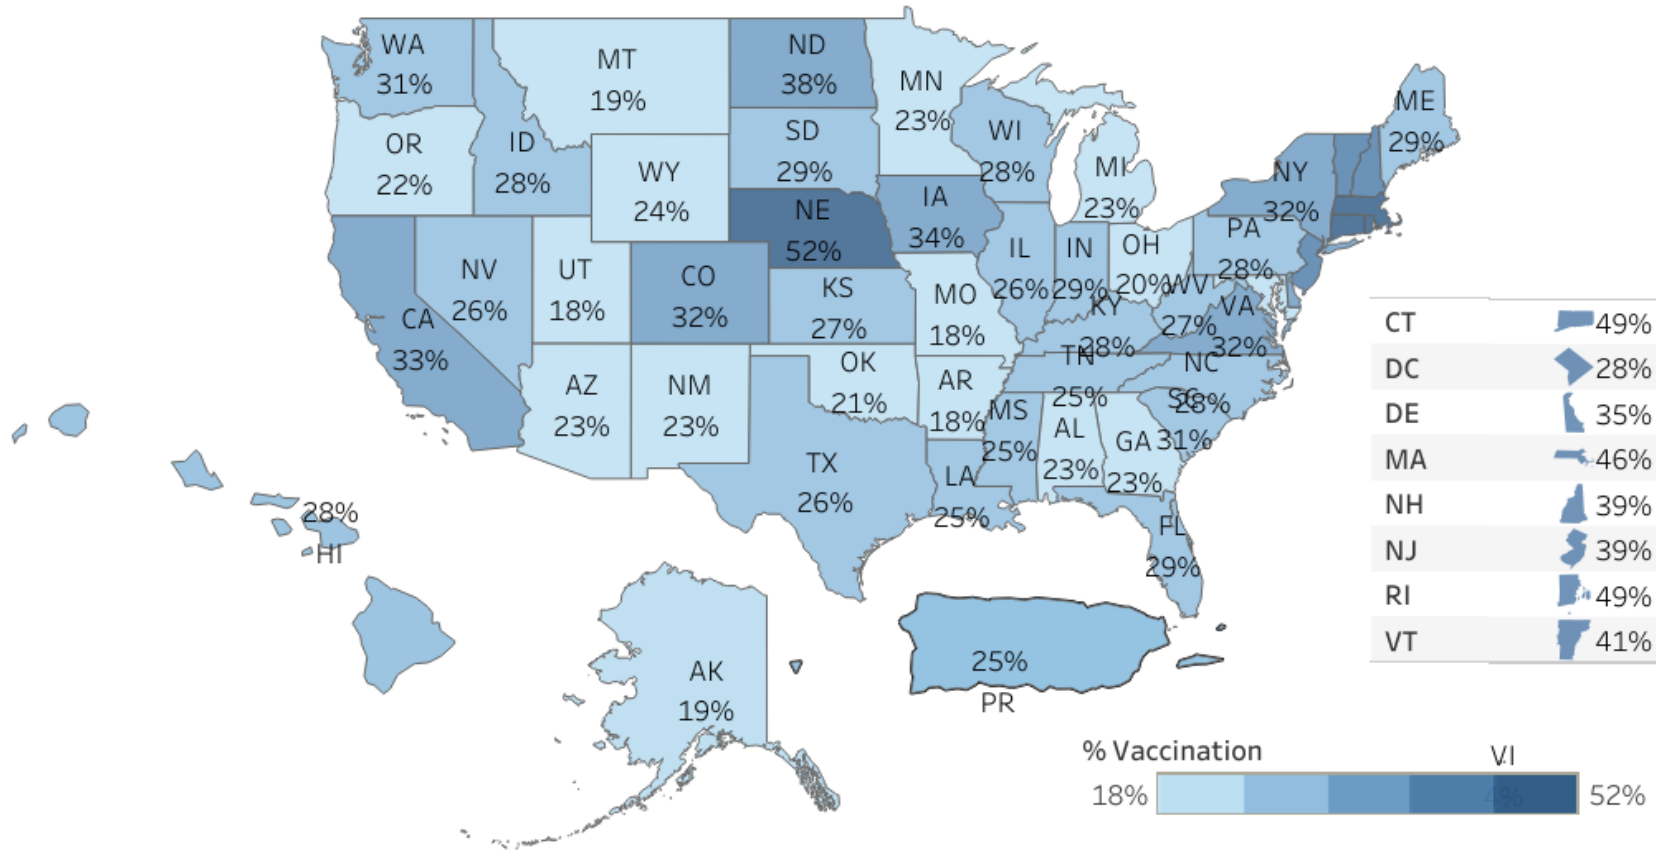 WA
31%
MT
19%
ND
38%
MN
23%
ME
29%
OR
22%
ID
28%
SD
29%
WI
28%
WY
24%
MI
23%
NY
32%
NE
52%
IA
34%
PA
28%
NV
26%
UT
18%
CO
32%
KS
27%
IL
26%
IN
29%
OH
20%
WV
27%
VA
32%
CA
33%
MO
18%
KY
28%
TN
25%
NC
28%
AZ
23%
NM
23%
OK
21%
AR
18%
MS
25%
AL
23%
GA
23%
SC
31%
TX
26%
LA
25%
FL
29%
28%
HI
AK
19%
25%
PR
CT 49%
DC 28%
DE 35%
MA 46%
NH 39%
NJ 39%
RI 49%
VT 41%
% Vaccination
VI
18% 4% 52%